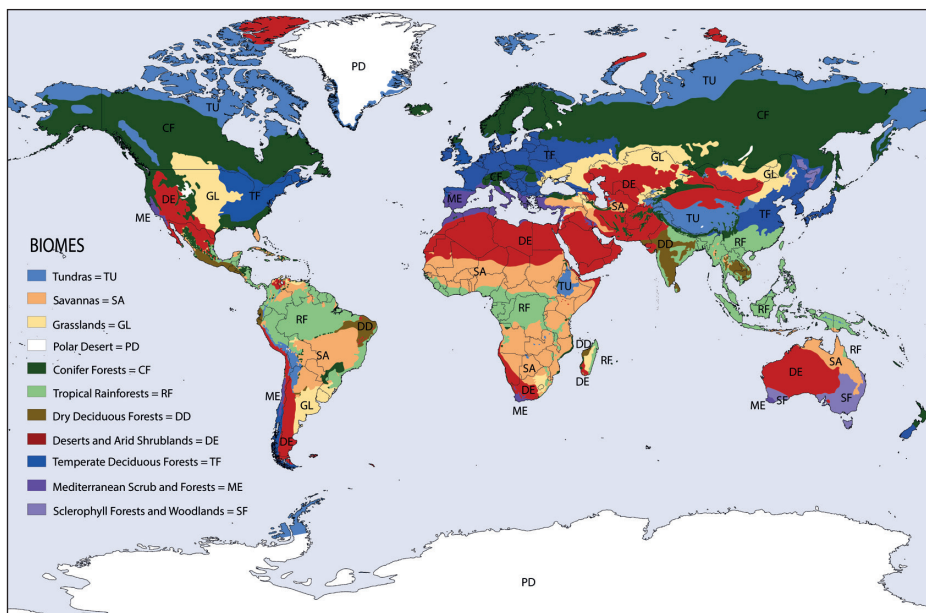 PD
TU
TU
CF
CF
TF
GL
CF
GL
GL
TF
DE
DE
SA
ME
ME
TU
TF
BIOMES
DE
DD
RF
Tundras = TU
SA
TU
Savannas = SA
RF
RF
RF
Grasslands = GL
DD
DD
SA
RF
Polar Desert = PD
SA
RF
DE
SA
Conifer Forests = CF
DE
DE
ME
GL
ME
ME
SF
SF
Tropical Rainforests = RF
Dry Deciduous Forests = DD
DE
Deserts and Arid Shrublands = DE
Temperate Deciduous Forests = TF
Mediterranean Scrub and Forests = ME
Sclerophyll Forests and Woodlands = SF
PD